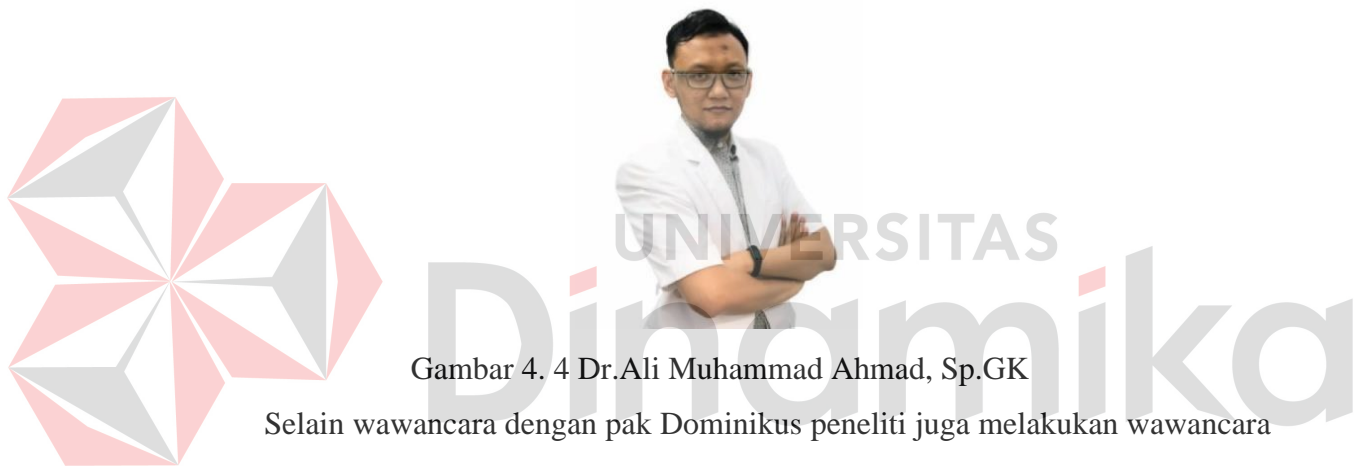 UNIVERSITAS
Dinamika
Gambar 4. 4 Dr.Ali Muhammad Ahmad, Sp.GK
Selain wawancara dengan pak Dominikus peneliti juga melakukan wawancara